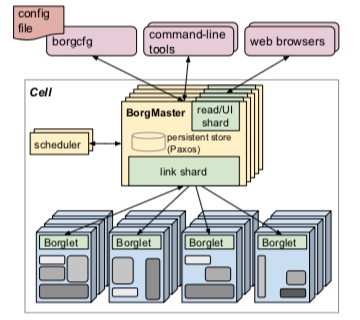 config
file
borgcfg
command-line
tools
web browsers
Cell
BorgMaster
read/UI
shard
persistent store
(Paxos)
scheduler
link shard
Borglet
Borglet
Borglet
Borglet